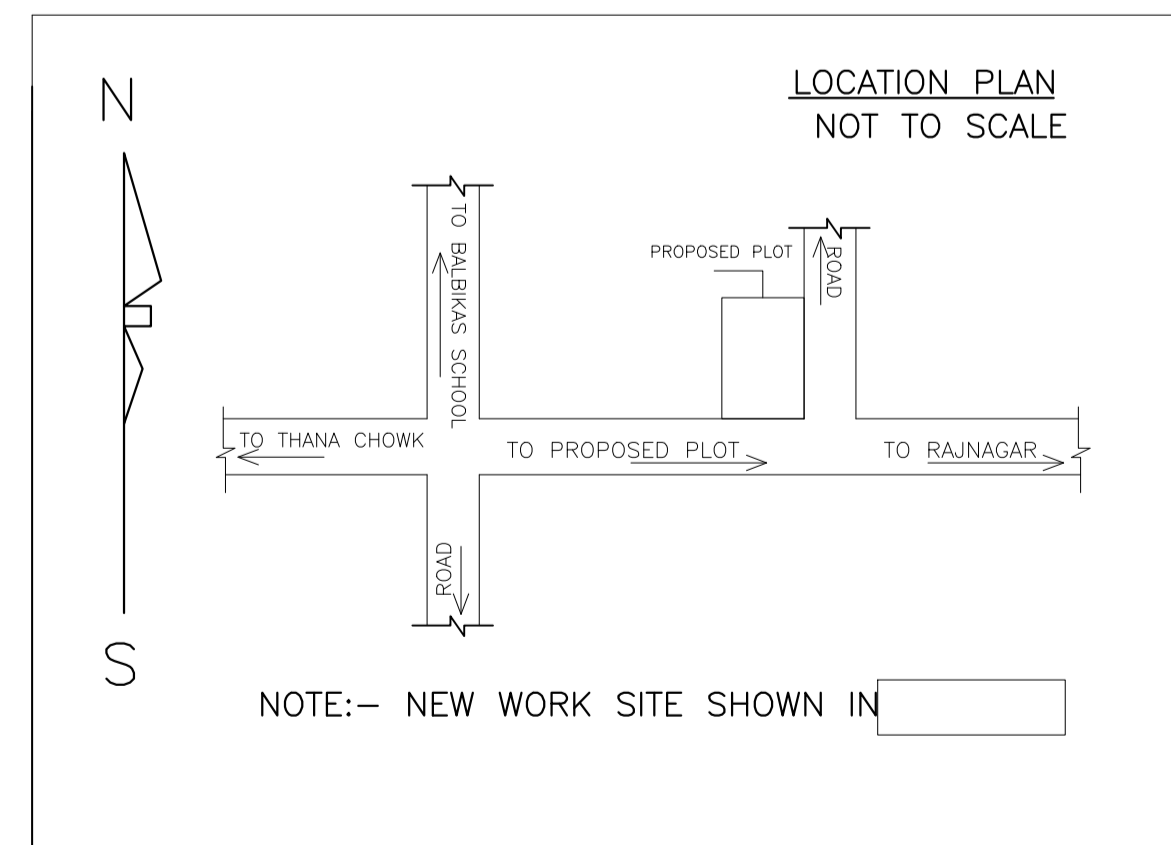 N
LOCATION PLAN
NOT TO SCALE
TO BALBIKAS SCHOOL
PROPOSED PLOT
ROAD
TO THANA CHOWK
TO PROPOSED PLOT
TO RAJNAGAR
ROAD
S
NOTE:- NEW WORK SITE SHOWN IN